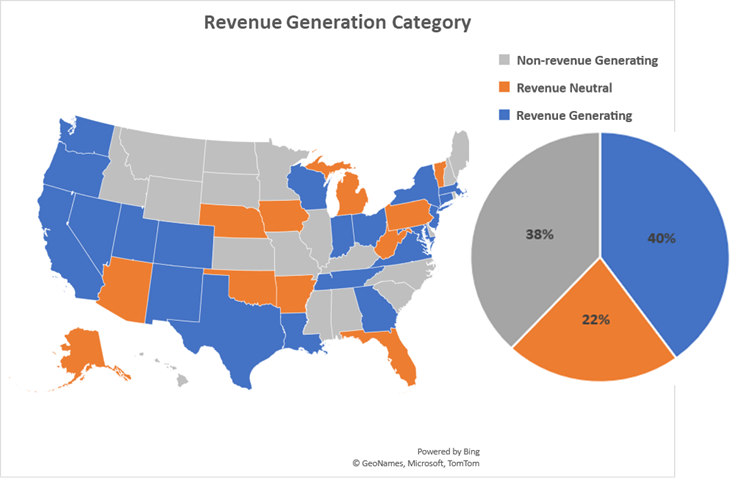 Revenue Generation Category
Non-revenue Generating
Revenue Neutral
Revenue Generating
38%
40%
22%
Powered by Bing
© GeoNames, Microsoft, TomTom